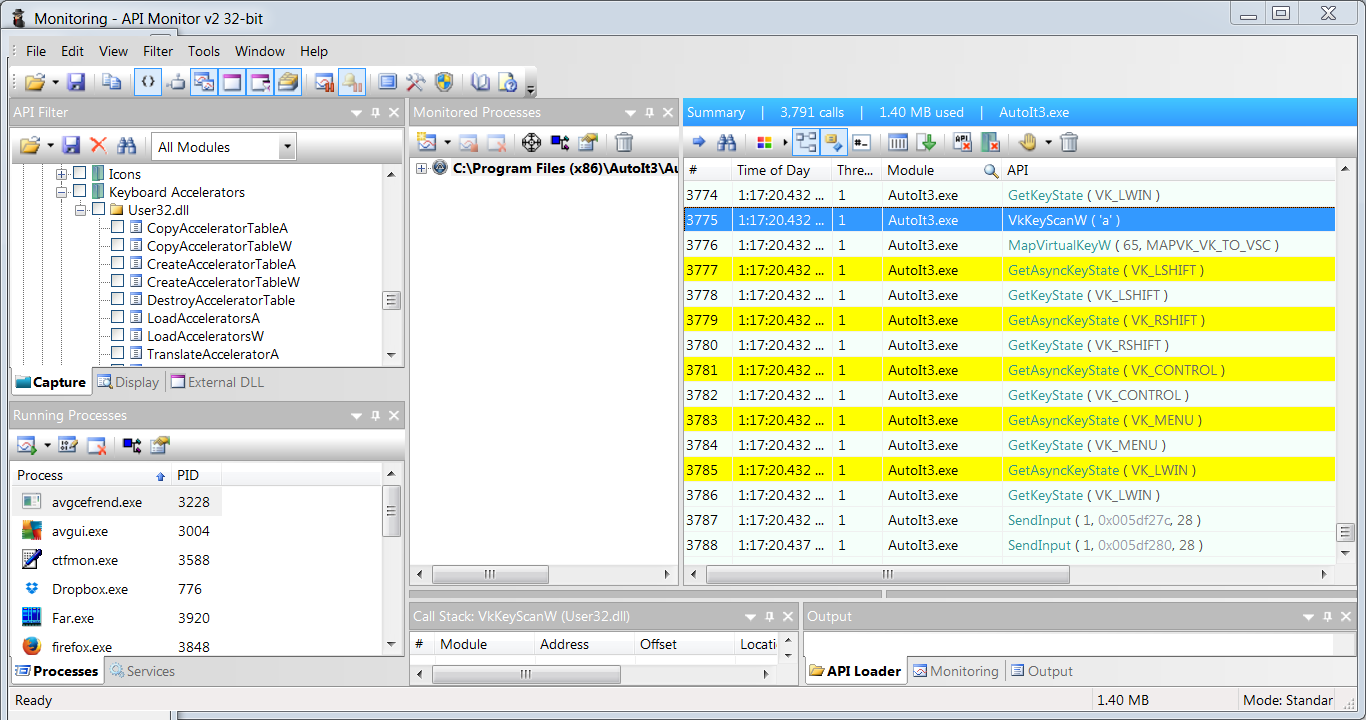 Monitoring - API Monitor v2 32-bit
File Edit View Filter Tools Window Help
API Filter
All Modules
Icons
Keyboard Accelerators
User32.dll
CopyAcceleratorTableA
CopyAcceleratorTableW
CreateAcceleratorTableA
CreateAcceleratorTableW
DestroyAcceleratorTable
LoadAcceleratorsA
LoadAcceleratorsW
TranslateAcceleratorA
Capture Display External DLL
Running Processes
Process PID
avgcefrend.exe 3228
avgui.exe 3004
ctfmon.exe 3588
Dropbox.exe 776
Far.exe 3920
firefox.exe 3848
Processes Services
Monitored Processes
C:\Program Files (x86)\AutoIt3\Au
Summary | 3,791 calls | 1.40 MB used | AutoIt3.exe
# Time of Day Thre... Module API
3774 1:17:20.432 ... 1 AutoIt3.exe GetKeyState ( VK_LWIN )
3775 1:17:20.432 ... 1 AutoIt3.exe VkKeyScanW ( 'a' )
3776 1:17:20.432 ... 1 AutoIt3.exe MapVirtualKeyW ( 65, MAPVK_VK_TO_VSC )
3777 1:17:20.432 ... 1 AutoIt3.exe GetAsyncKeyState ( VK_LSHIFT )
3778 1:17:20.432 ... 1 AutoIt3.exe GetKeyState ( VK_LSHIFT )
3779 1:17:20.432 ... 1 AutoIt3.exe GetAsyncKeyState ( VK_RSHIFT )
3780 1:17:20.432 ... 1 AutoIt3.exe GetKeyState ( VK_RSHIFT )
3781 1:17:20.432 ... 1 AutoIt3.exe GetAsyncKeyState ( VK_CONTROL )
3782 1:17:20.432 ... 1 AutoIt3.exe GetKeyState ( VK_CONTROL )
3783 1:17:20.432 ... 1 AutoIt3.exe GetAsyncKeyState ( VK_MENU )
3784 1:17:20.432 ... 1 AutoIt3.exe GetKeyState ( VK_MENU )
3785 1:17:20.432 ... 1 AutoIt3.exe GetAsyncKeyState ( VK_LWIN )
3786 1:17:20.432 ... 1 AutoIt3.exe GetKeyState ( VK_LWIN )
3787 1:17:20.432 ... 1 AutoIt3.exe SendInput ( 1, 0x005df27c, 28 )
3788 1:17:20.437 ... 1 AutoIt3.exe SendInput ( 1, 0x005df280, 28 )
Call Stack: VkKeyScanW (User32.dll)
# Module Address Offset Locati
Output
API Loader Monitoring Output
Ready 1.40 MB Mode: Standar